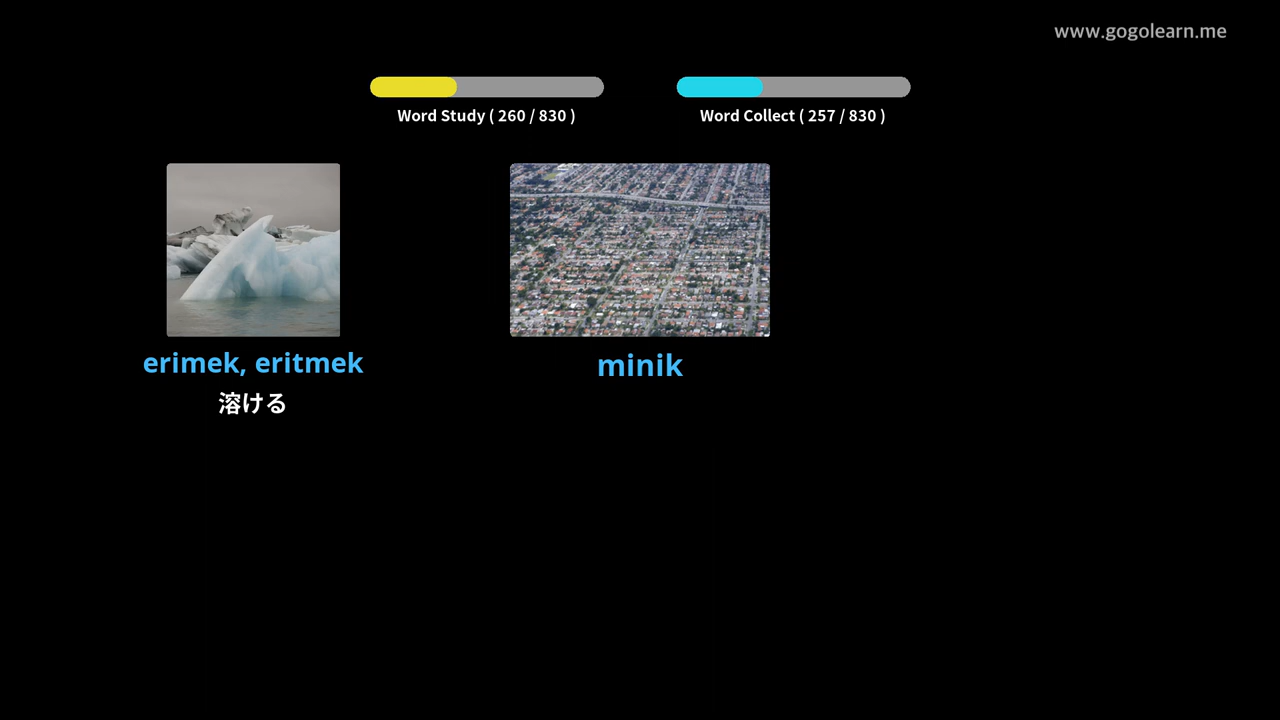 www.gogolearn.me
Word Study ( 260 / 830 )
Word Collect ( 257 / 830 )
erimek, eritmek
溶ける
minik